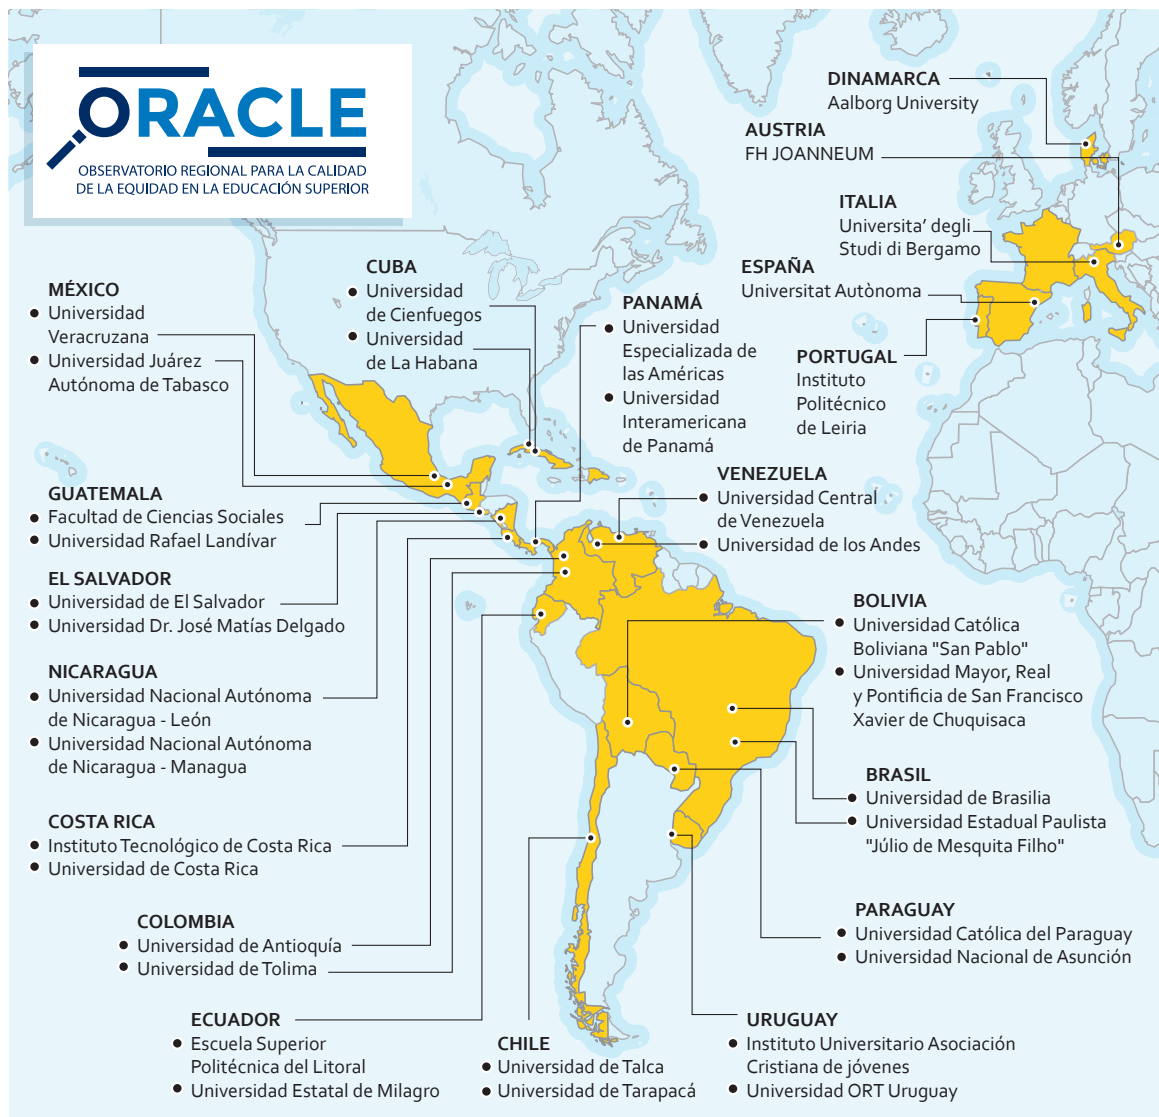 ORACLE
OBSERVATORIO REGIONAL PARA LA CALIDAD
DE LA EQUIDAD EN LA EDUCACIÓN SUPERIOR
DINAMARCA
Aalborg University
AUSTRIA
FH JOANNEUM
ITALIA
Universita’ degli
Studi di Bergamo
ESPAÑA
Universitat Autònoma
PORTUGAL
Instituto
Politécnico
de Leiria
MÉXICO
Universidad
Veracruzana
Universidad Juárez
Autónoma de Tabasco
CUBA
Universidad
de Cienfuegos
Universidad
de La Habana
PANAMÁ
Universidad
Especializada de
las Américas
Universidad
Interamericana
de Panamá
VENEZUELA
Universidad Central
de Venezuela
Universidad de los Andes
GUATEMALA
Facultad de Ciencias Sociales
Universidad Rafael Landívar
EL SALVADOR
Universidad de El Salvador
Universidad Dr. José Matías Delgado
NICARAGUA
Universidad Nacional Autónoma
de Nicaragua - León
Universidad Nacional Autónoma
de Nicaragua - Managua
COSTA RICA
Instituto Tecnológico de Costa Rica
Universidad de Costa Rica
BOLIVIA
Universidad Católica
Boliviana "San Pablo"
Universidad Mayor, Real
y Pontificia de San Francisco
Xavier de Chuquisaca
BRASIL
Universidad de Brasilia
Universidad Estadual Paulista
"Júlio de Mesquita Filho"
COLOMBIA
Universidad de Antioquía
Universidad de Tolima
PARAGUAY
Universidad Católica del Paraguay
Universidad Nacional de Asunción
ECUADOR
Escuela Superior
Politécnica del Litoral
Universidad Estatal de Milagro
CHILE
Universidad de Talca
Universidad de Tarapacá
URUGUAY
Instituto Universitario Asociación
Cristiana de jóvenes
Universidad ORT Uruguay